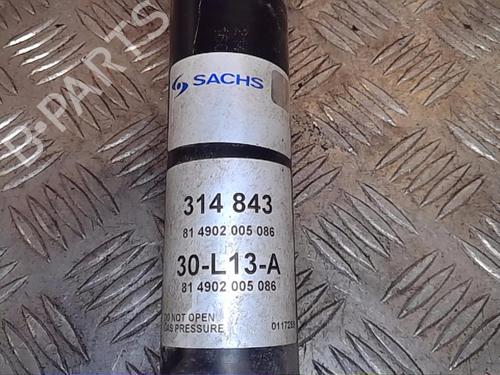 B-PARTS
SACHS
314 843
81 4902 005 086
30-L13-A
81 4902 005 086
DO NOT OPEN
GAS PRESSURE